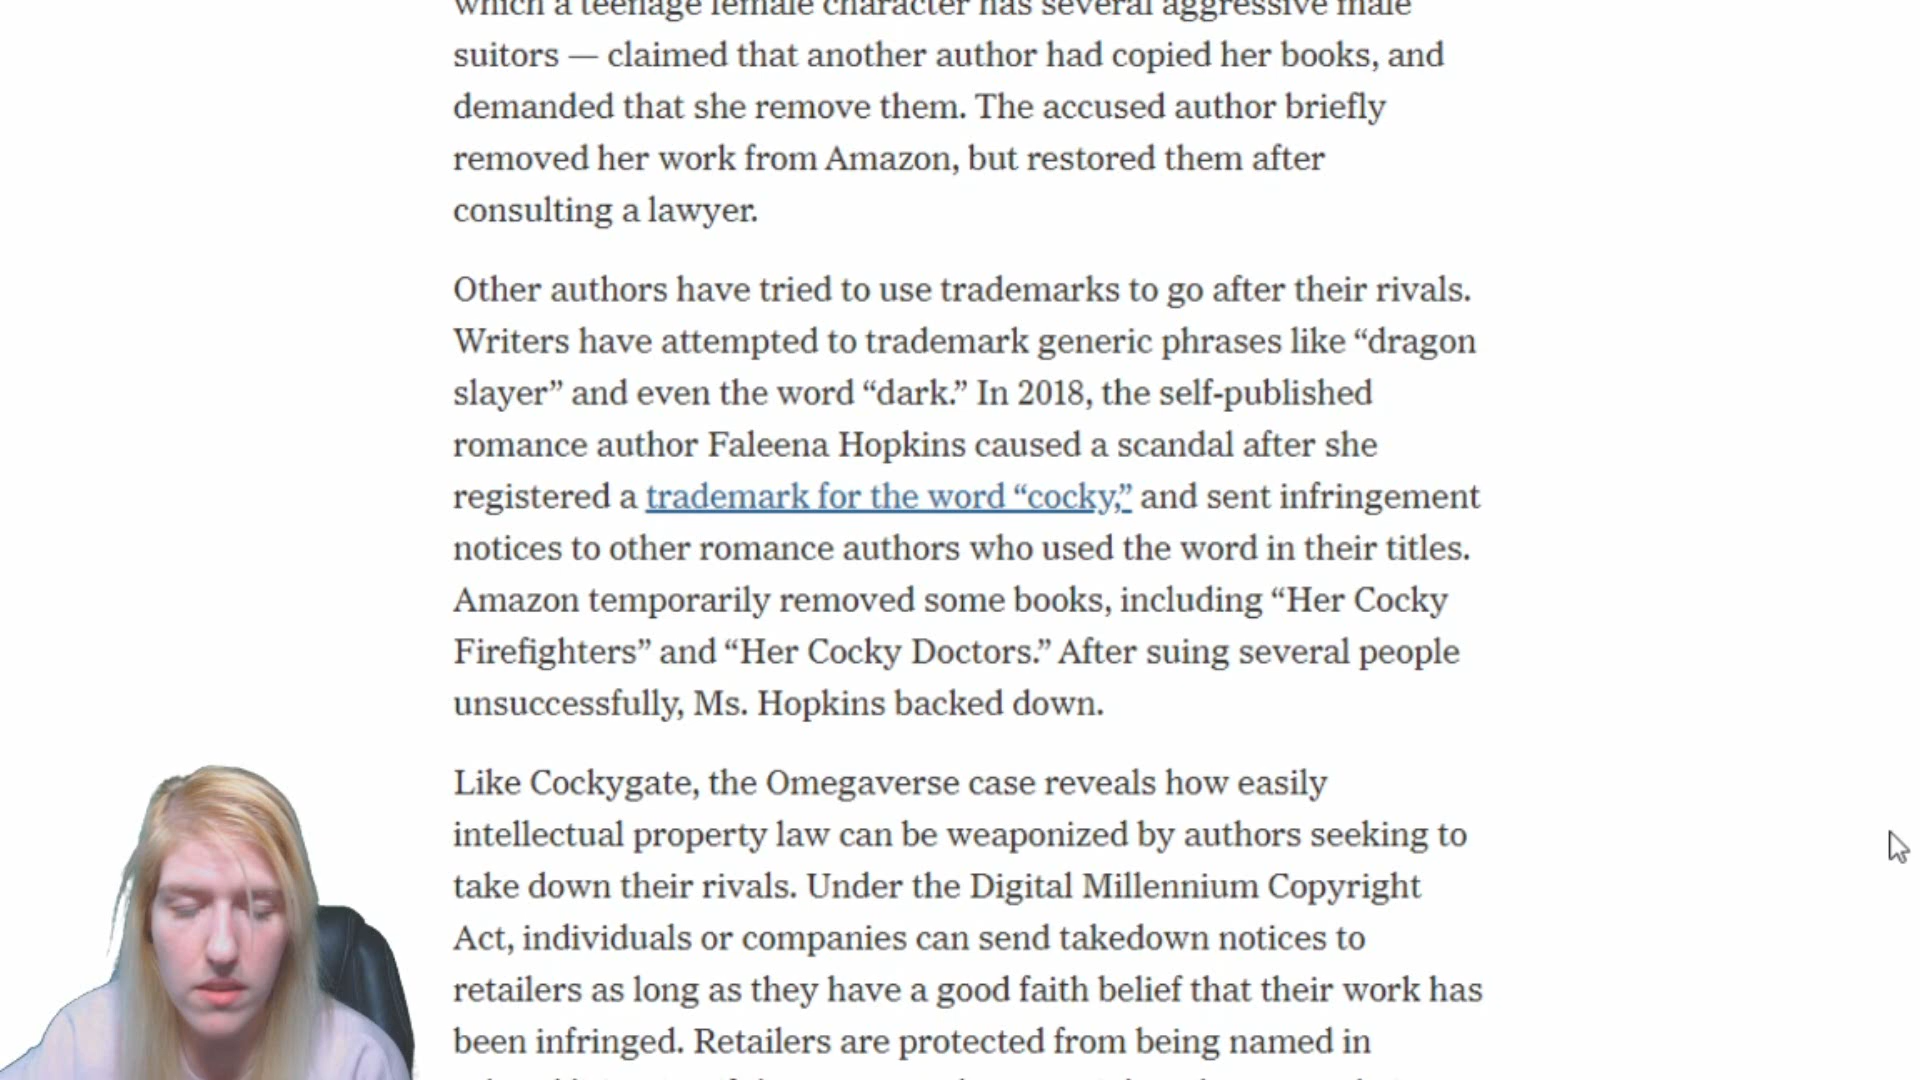 which a teenage female character has several aggressive male
suitors — claimed that another author had copied her books, and
demanded that she remove them. The accused author briefly
removed her work from Amazon, but restored them after
consulting a lawyer.
Other authors have tried to use trademarks to go after their rivals.
Writers have attempted to trademark generic phrases like “dragon
slayer” and even the word “dark.” In 2018, the self-published
romance author Faleena Hopkins caused a scandal after she
registered a trademark for the word “cocky,” and sent infringement
notices to other romance authors who used the word in their titles.
Amazon temporarily removed some books, including “Her Cocky
Firefighters” and “Her Cocky Doctors.” After suing several people
unsuccessfully, Ms. Hopkins backed down.
Like Cockygate, the Omegaverse case reveals how easily
intellectual property law can be weaponized by authors seeking to
take down their rivals. Under the Digital Millennium Copyright
Act, individuals or companies can send takedown notices to
retailers as long as they have a good faith belief that their work has
been infringed. Retailers are protected from being named in